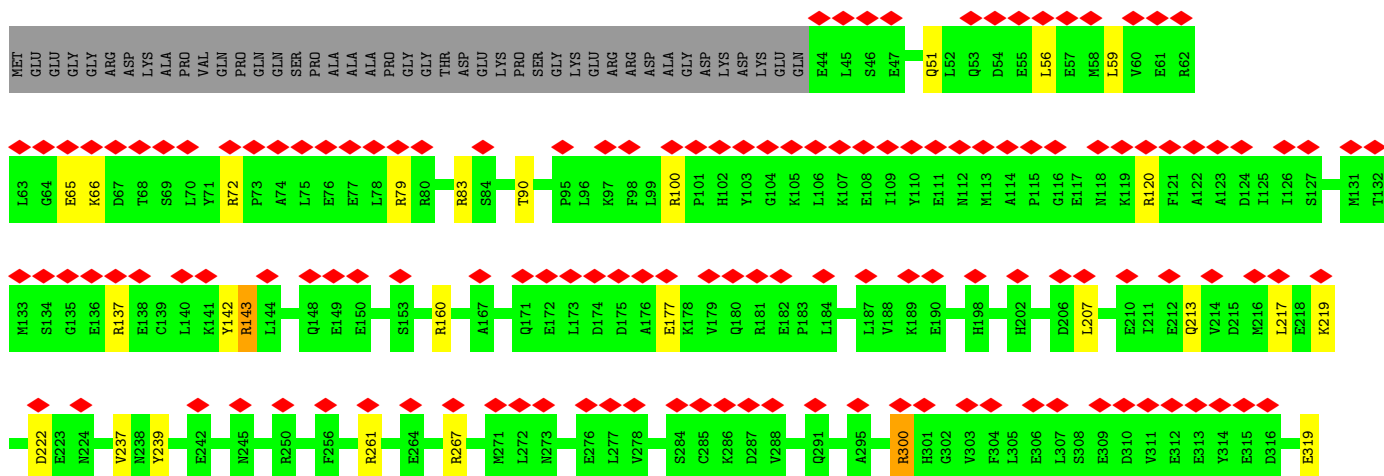 MET GLU GLU GLY GLY ARG ASP LYS ALA PRO VAL GLN PRO GLN GLN SER PRO ALA ALA ALA PRO GLY GLY THR ASP GLU LYS PRO SER GLY LYS GLU ARG ARG ASP ALA GLY ASP LYS ASP LYS GLU GLN E44 L45 S46 E47 Q51 L52 Q53 D54 E55 L56 E57 M58 L59 V60 E61 R62
L63 G64 E65 K66 D67 T68 S69 L70 Y71 R72 P73 A74 L75 E76 E77 L78 R79 R80 R83 S84 T90 P95 L96 K97 F98 L99 R100 P101 H102 Y103 G104 K105 L106 K107 E108 I109 Y110 E111 N112 M113 A114 P115 G116 E117 N118 K119 R120 F121 A122 A123 D124 I125 I126 S127 M131 T132
M133 S134 G135 E136 R137 E138 C139 L140 K141 Y142 R143 L144 Q148 E149 E150 S153 R160 A167 Q171 E172 L173 D174 D175 A176 E177 K178 V179 Q180 R181 E182 P183 L184 L187 V188 K189 E190 H198 H202 D206 L207 E210 I211 E212 Q213 V214 D215 M216 L217 E218 K219
D222 E223 N224 V237 N238 Y239 E242 N245 R250 F256 R261 E264 R267 M271 L272 N273 E276 L277 V278 S284 C285 K286 D287 V288 Q291 A295 R300 H301 G302 V303 F304 L305 E306 L307 S308 E309 D310 V311 E312 E313 Y314 E315 D316 E319